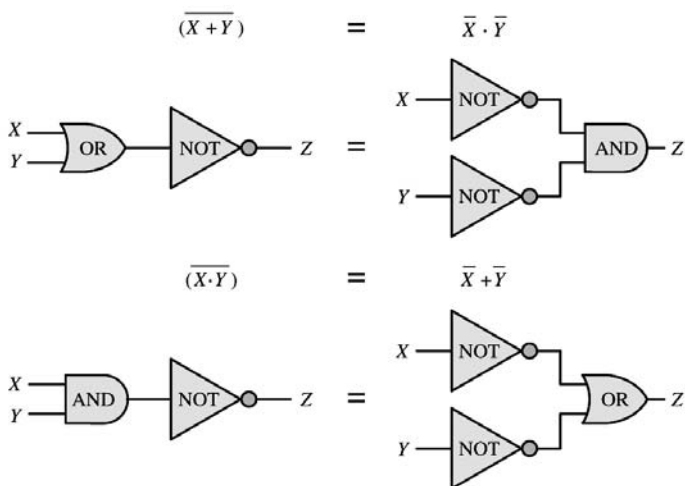 (X + Y)̅ = X̅ · Y̅
X
Y
OR NOT Z = X NOT
Y NOT AND Z
(X·Y)̅ = X̅ + Y̅
X
Y
AND NOT Z = X NOT
Y NOT OR Z